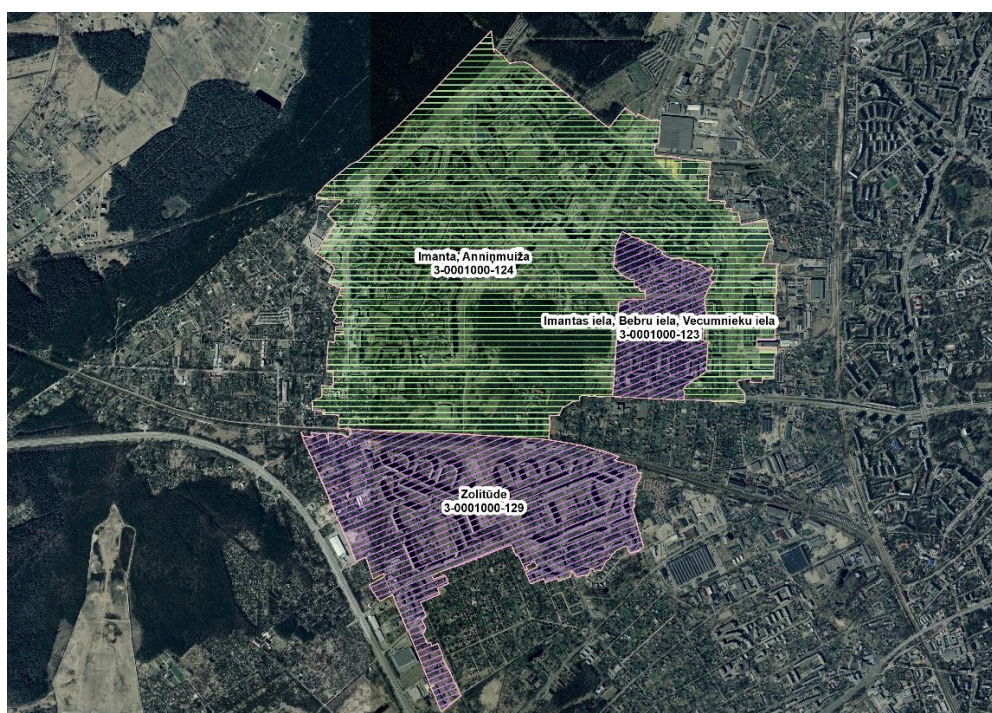 Imanta, Anniņmuiža
3-0001000-124
Imantas iela, Bebru iela, Vecumnieku iela
3-0001000-123
Zolitūde
3-0001000-129